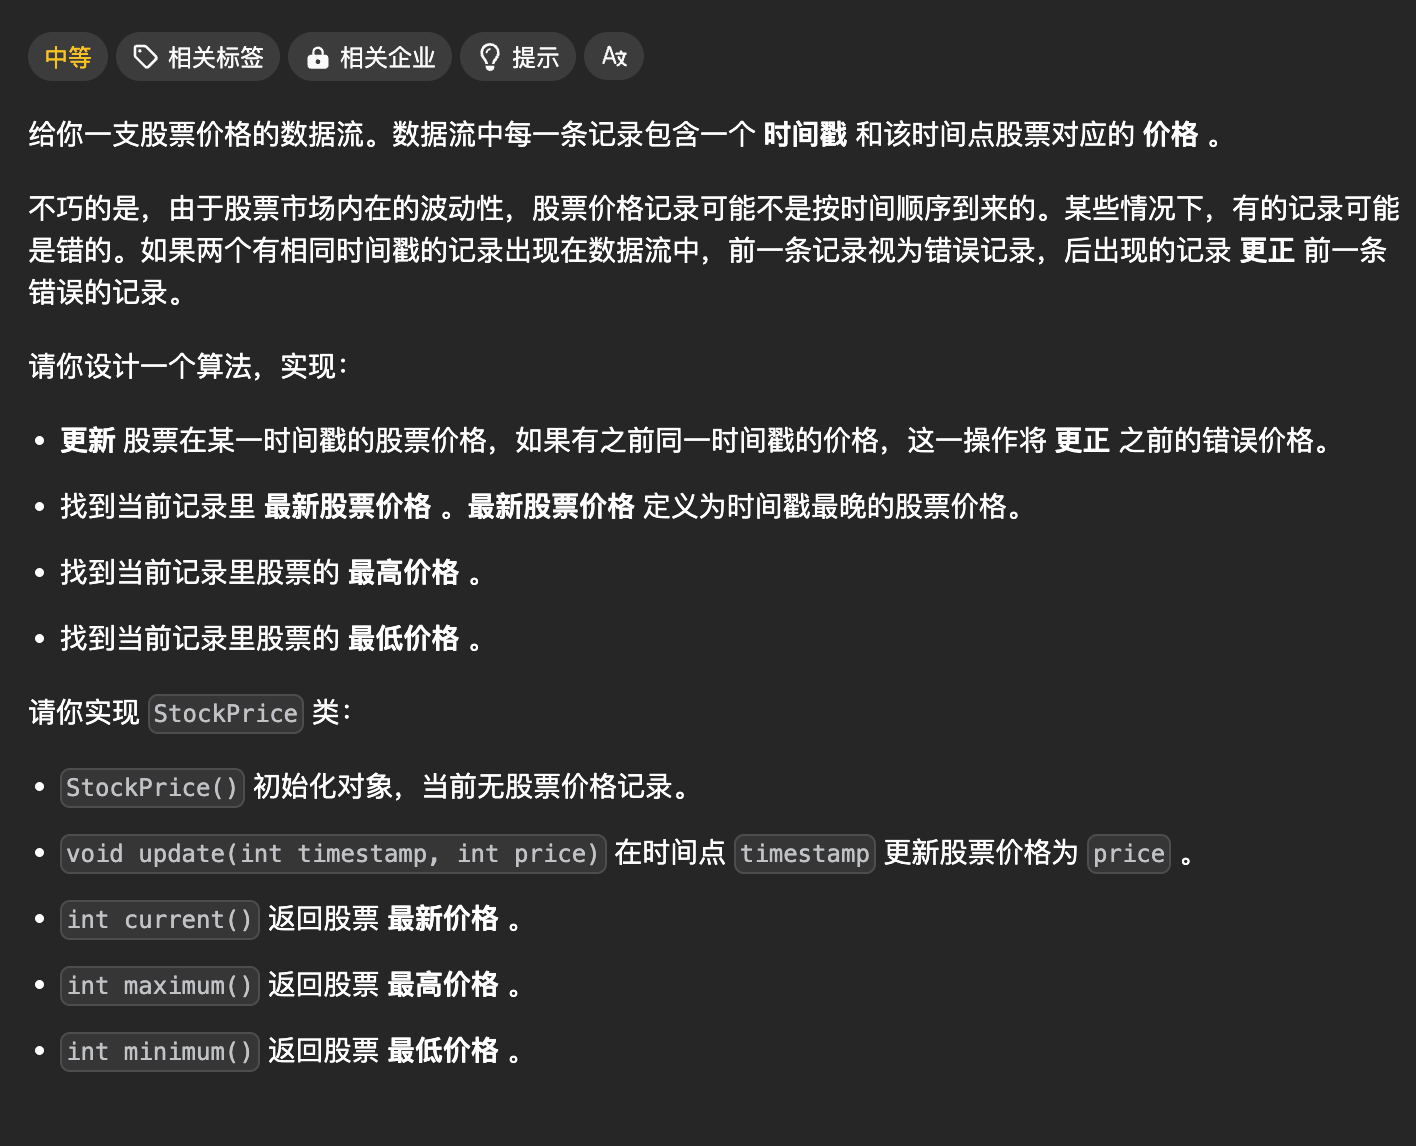 中等 相关标签 相关企业 提示 A文
给你一支股票价格的数据流。数据流中每一条记录包含一个 时间戳 和该时间点股票对应的 价格 。
不巧的是，由于股票市场内在的波动性，股票价格记录可能不是按时间顺序到来的。某些情况下，有的记录可能
是错的。如果两个有相同时间戳的记录出现在数据流中，前一条记录视为错误记录，后出现的记录 更正 前一条
错误的记录。
请你设计一个算法，实现：
• 更新 股票在某一时间戳的股票价格，如果有之前同一时间戳的价格，这一操作将 更正 之前的错误价格。
• 找到当前记录里 最新股票价格 。最新股票价格 定义为时间戳最晚的股票价格。
• 找到当前记录里股票的 最高价格 。
• 找到当前记录里股票的 最低价格 。
请你实现 StockPrice 类：
• StockPrice() 初始化对象，当前无股票价格记录。
• void update(int timestamp, int price) 在时间点 timestamp 更新股票价格为 price 。
• int current() 返回股票 最新价格 。
• int maximum() 返回股票 最高价格 。
• int minimum() 返回股票 最低价格 。